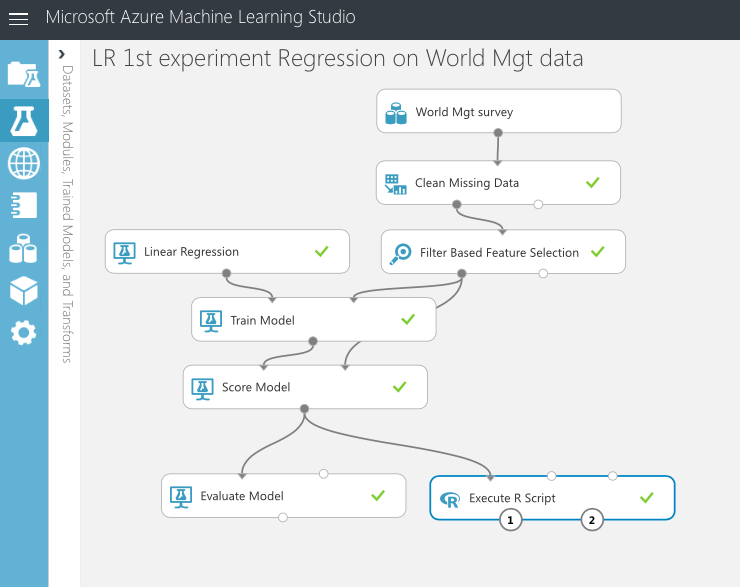 Microsoft Azure Machine Learning Studio
Datasets, Modules, Trained Models, and Transforms
LR 1st experiment Regression on World Mgt data
World Mgt survey
Clean Missing Data
Linear Regression
Filter Based Feature Selection
Train Model
Score Model
Evaluate Model
R Execute R Script
1 2